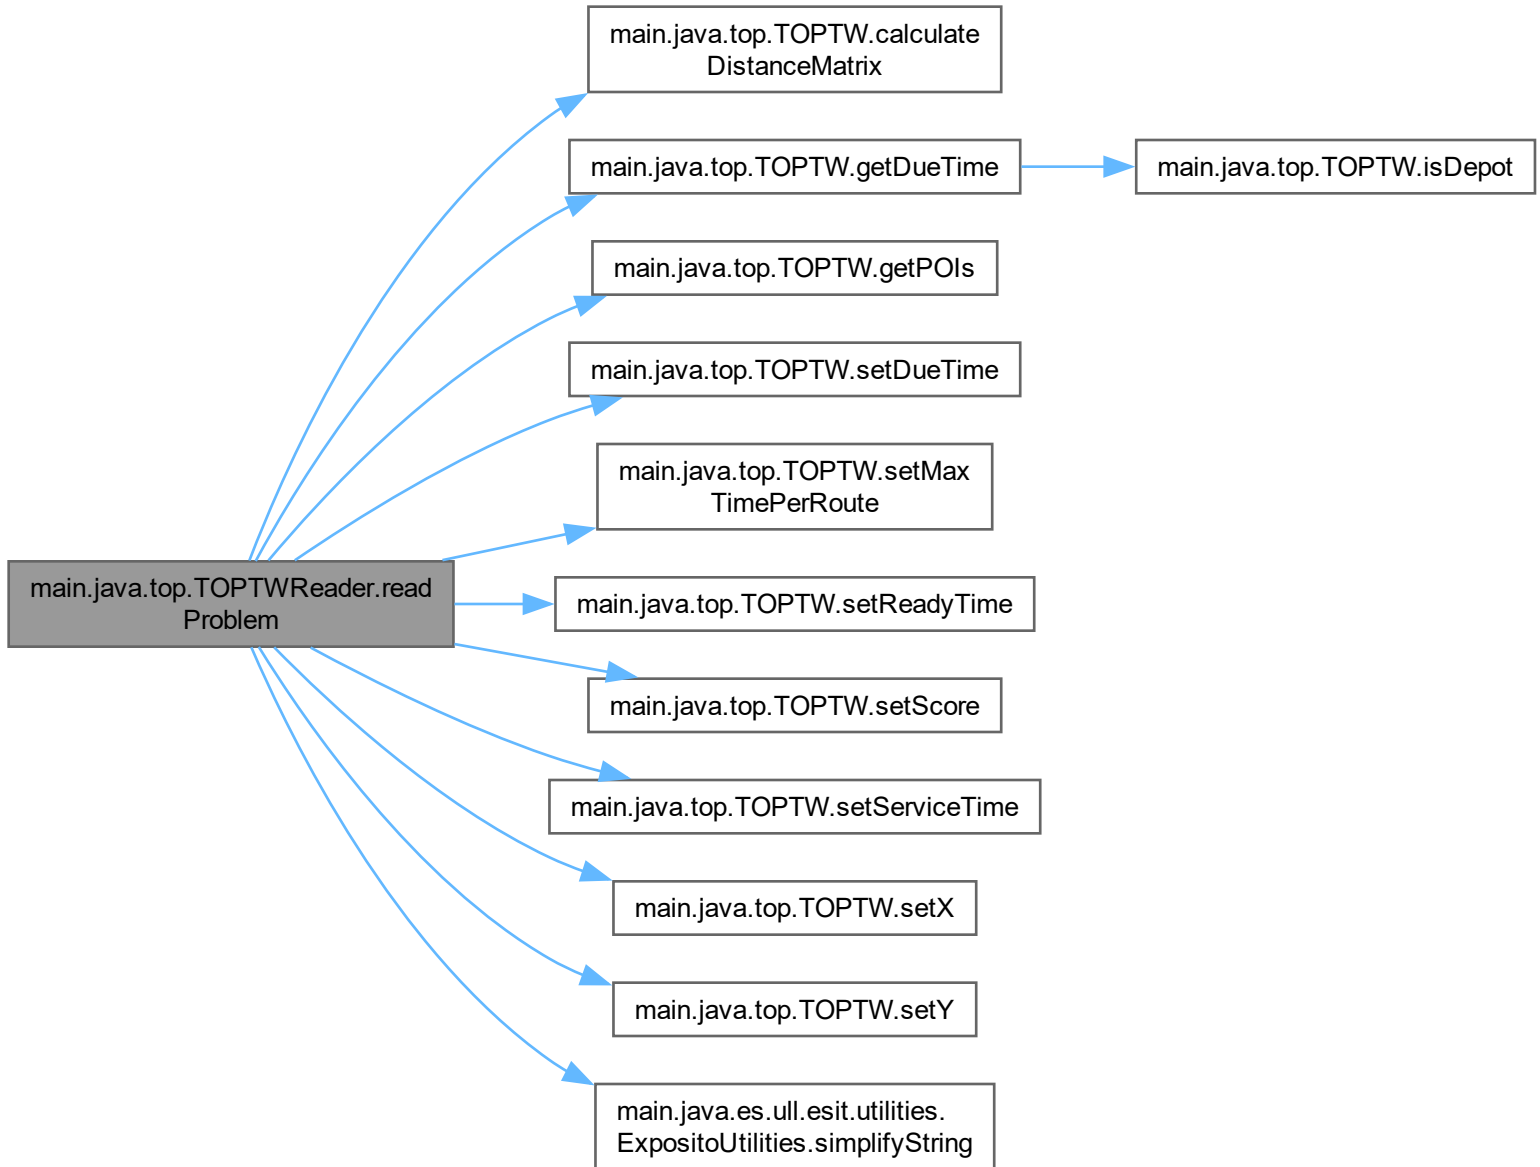 main.java.top.TOPTW.calculate
DistanceMatrix
main.java.top.TOPTW.getDueTime
main.java.top.TOPTW.isDepot
main.java.top.TOPTW.getPOIs
main.java.top.TOPTW.setDueTime
main.java.top.TOPTW.setMax
TimePerRoute
main.java.top.TOPTWReader.read
Problem
main.java.top.TOPTW.setReadyTime
main.java.top.TOPTW.setScore
main.java.top.TOPTW.setServiceTime
main.java.top.TOPTW.setX
main.java.top.TOPTW.setY
main.java.es.ull.esit.utilities.
ExpositoUtilities.simplifyString